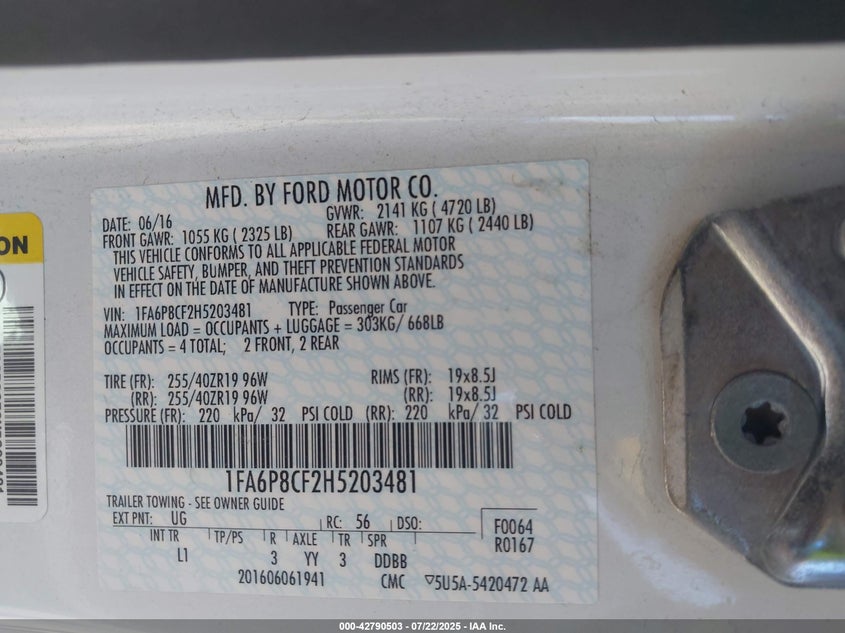 MFD. BY FORD MOTOR CO.
DATE: 06/16 GVWR: 2141 KG ( 4720 LB)
FRONT GAWR: 1055 KG ( 2325 LB) REAR GAWR: 1107 KG ( 2440 LB)
THIS VEHICLE CONFORMS TO ALL APPLICABLE FEDERAL MOTOR
VEHICLE SAFETY, BUMPER, AND THEFT PREVENTION STANDARDS
IN EFFECT ON THE DATE OF MANUFACTURE SHOWN ABOVE.
VIN: 1FA6P8CF2H5203481 TYPE: Passenger Car
MAXIMUM LOAD = OCCUPANTS + LUGGAGE = 303KG/ 668LB
OCCUPANTS = 4 TOTAL; 2 FRONT, 2 REAR
TIRE (FR): 255/40ZR19 96W RIMS (FR): 19x8.5J
(RR): 255/40ZR19 96W (RR): 19x8.5J
PRESSURE (FR): 220 kPa/ 32 PSI COLD (RR): 220 kPa/ 32 PSI COLD
1FA6P8CF2H5203481
TRAILER TOWING - SEE OWNER GUIDE
EXT PNT: UG RC: 56 DSO: F0064
R0167
INT TR TP/PS R AXLE TR SPR
L1 3 YY 3 DDBB
201606061941 CMC ▽5U5A-5420472 AA
ON
000-42790503 - 07/22/2025 - IAA Inc.